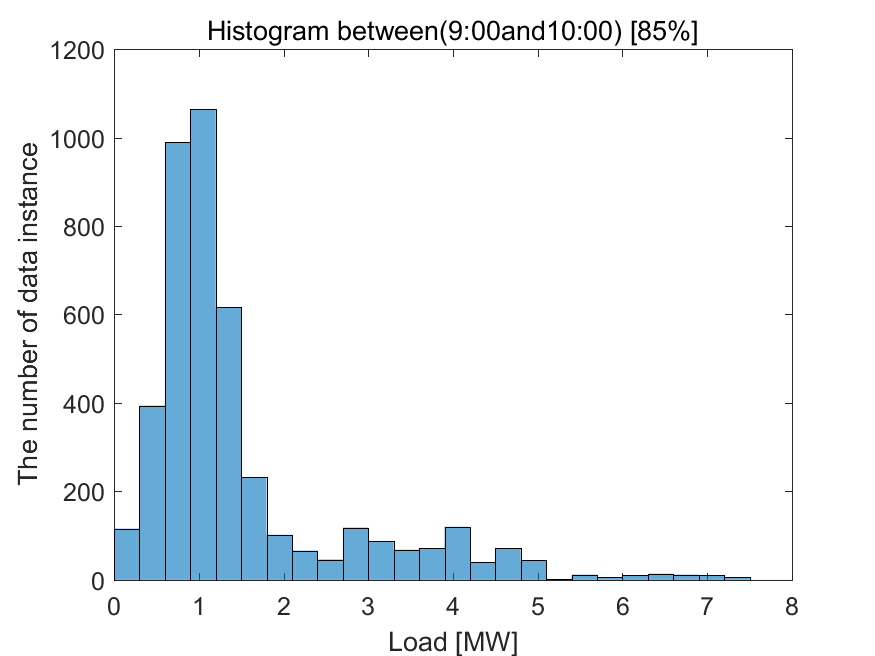 Histogram between(9:00and10:00) [85%]
1200
1000
800
600
400
200
0
The number of data instance
0 1 2 3 4 5 6 7 8
Load [MW]